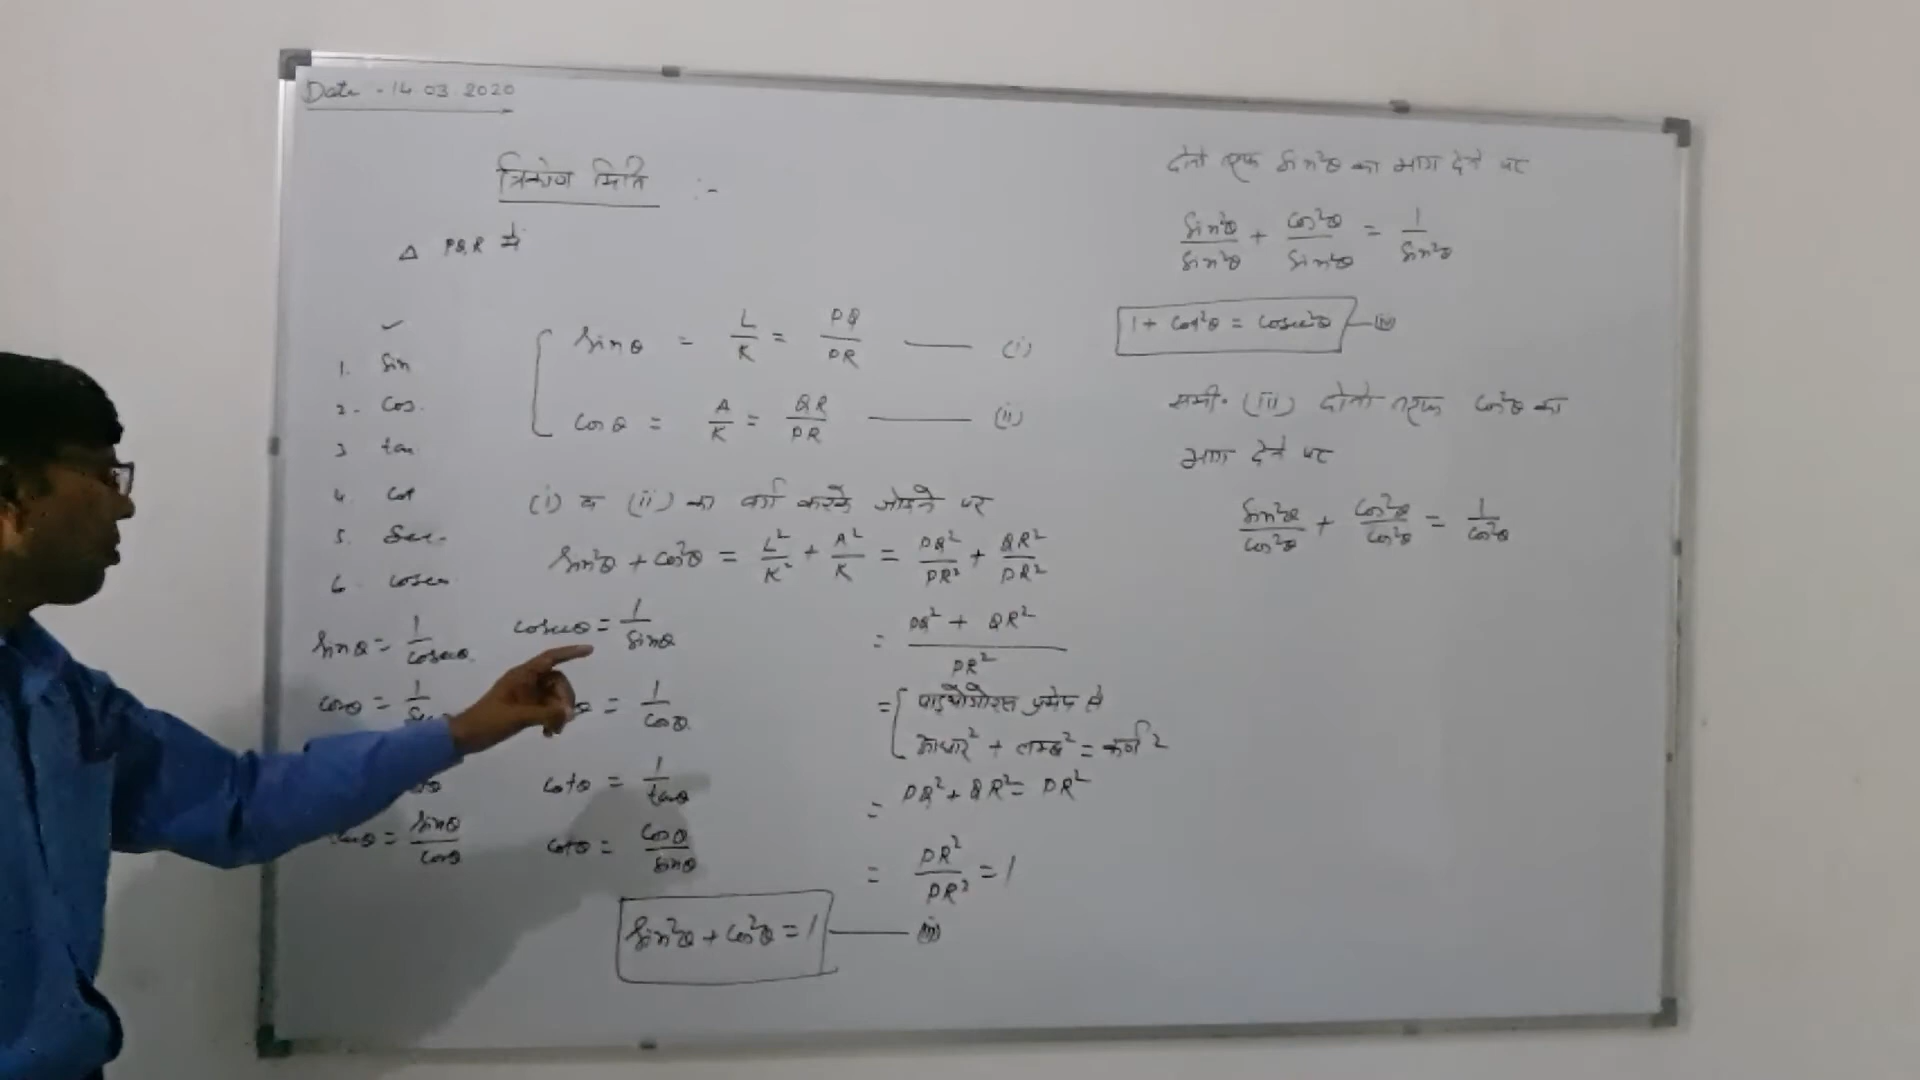 Date - 14.03.2020
त्रिकोण मिति :-
Δ PQR में
1. Sin
2. Cos.
3 tan
4. Cot
5. Sec.
6. Cosec
Sinθ = 1/Cosecθ.
Cosθ = 1/
θ
θ = Sinθ/Cosθ
Cosecθ = 1/Sinθ
θ = 1/Cosθ.
Cotθ = 1/tanθ
Cotθ = Cosθ/Sinθ
Sinθ = L/K = PQ/PR —— (i)
Cosθ = A/K = QR/PR —— (ii)
(i) व (ii) का वर्ग करके जोड़ने पर
Sin²θ + Cos²θ = L²/K² + A²/K = PQ²/PR² + QR²/PR²
= PQ² + QR²/PR²
= [ पाइथोगोरस प्रमेय से
आधार² + लम्ब² = कर्ण 2
= PQ² + QR² = PR²
= PR²/PR² = 1
Sin²θ + Cos²θ = 1 —— (iii)
दोनो तरफ Sin²θ का भाग देने पर
Sin²θ/Sin²θ + Cos²θ/Sin²θ = 1/Sin²θ
1 + Cot²θ = Cosec²θ — (iv)
समी. (iii) दोनो तरफ Cos²θ का
भाग देने पर
Sin²θ/Cos²θ + Cos²θ/Cos²θ = 1/Cos²θ